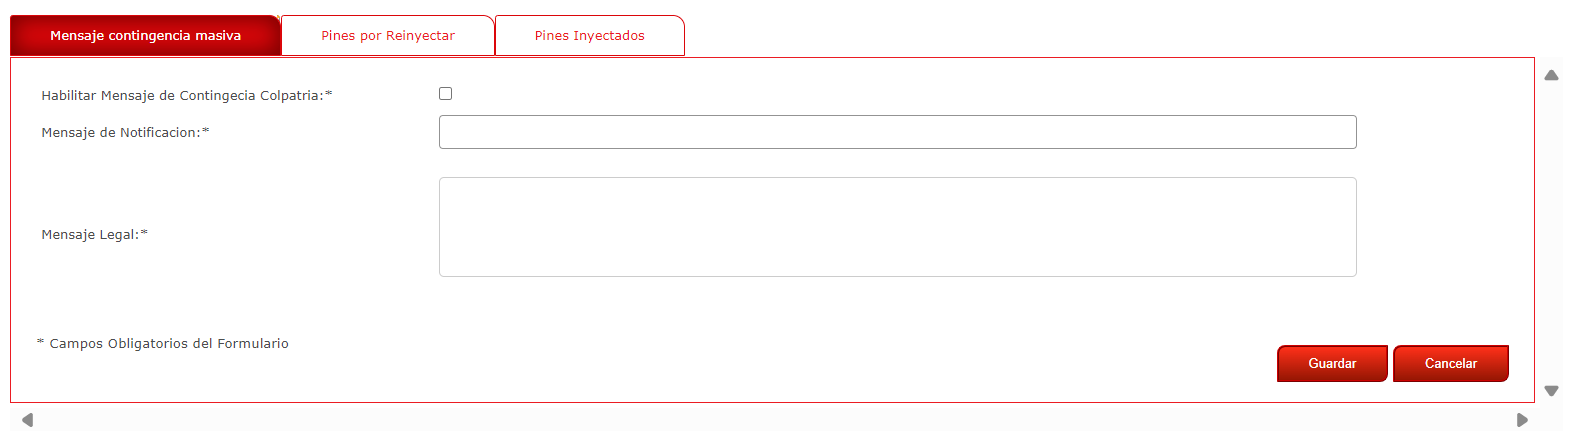 Mensaje contingencia masiva
Pines por Reinyectar
Pines Inyectados
Habilitar Mensaje de Contingecia Colpatria:*
Mensaje de Notificacion:*
Mensaje Legal:*
* Campos Obligatorios del Formulario
Guardar
Cancelar